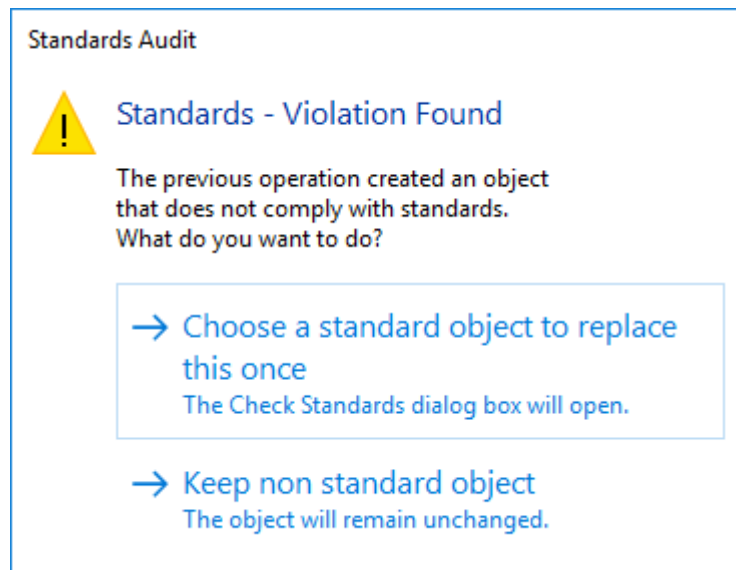 Standards Audit
Standards - Violation Found
The previous operation created an object
that does not comply with standards.
What do you want to do?
Choose a standard object to replace
this once
The Check Standards dialog box will open.
Keep non standard object
The object will remain unchanged.